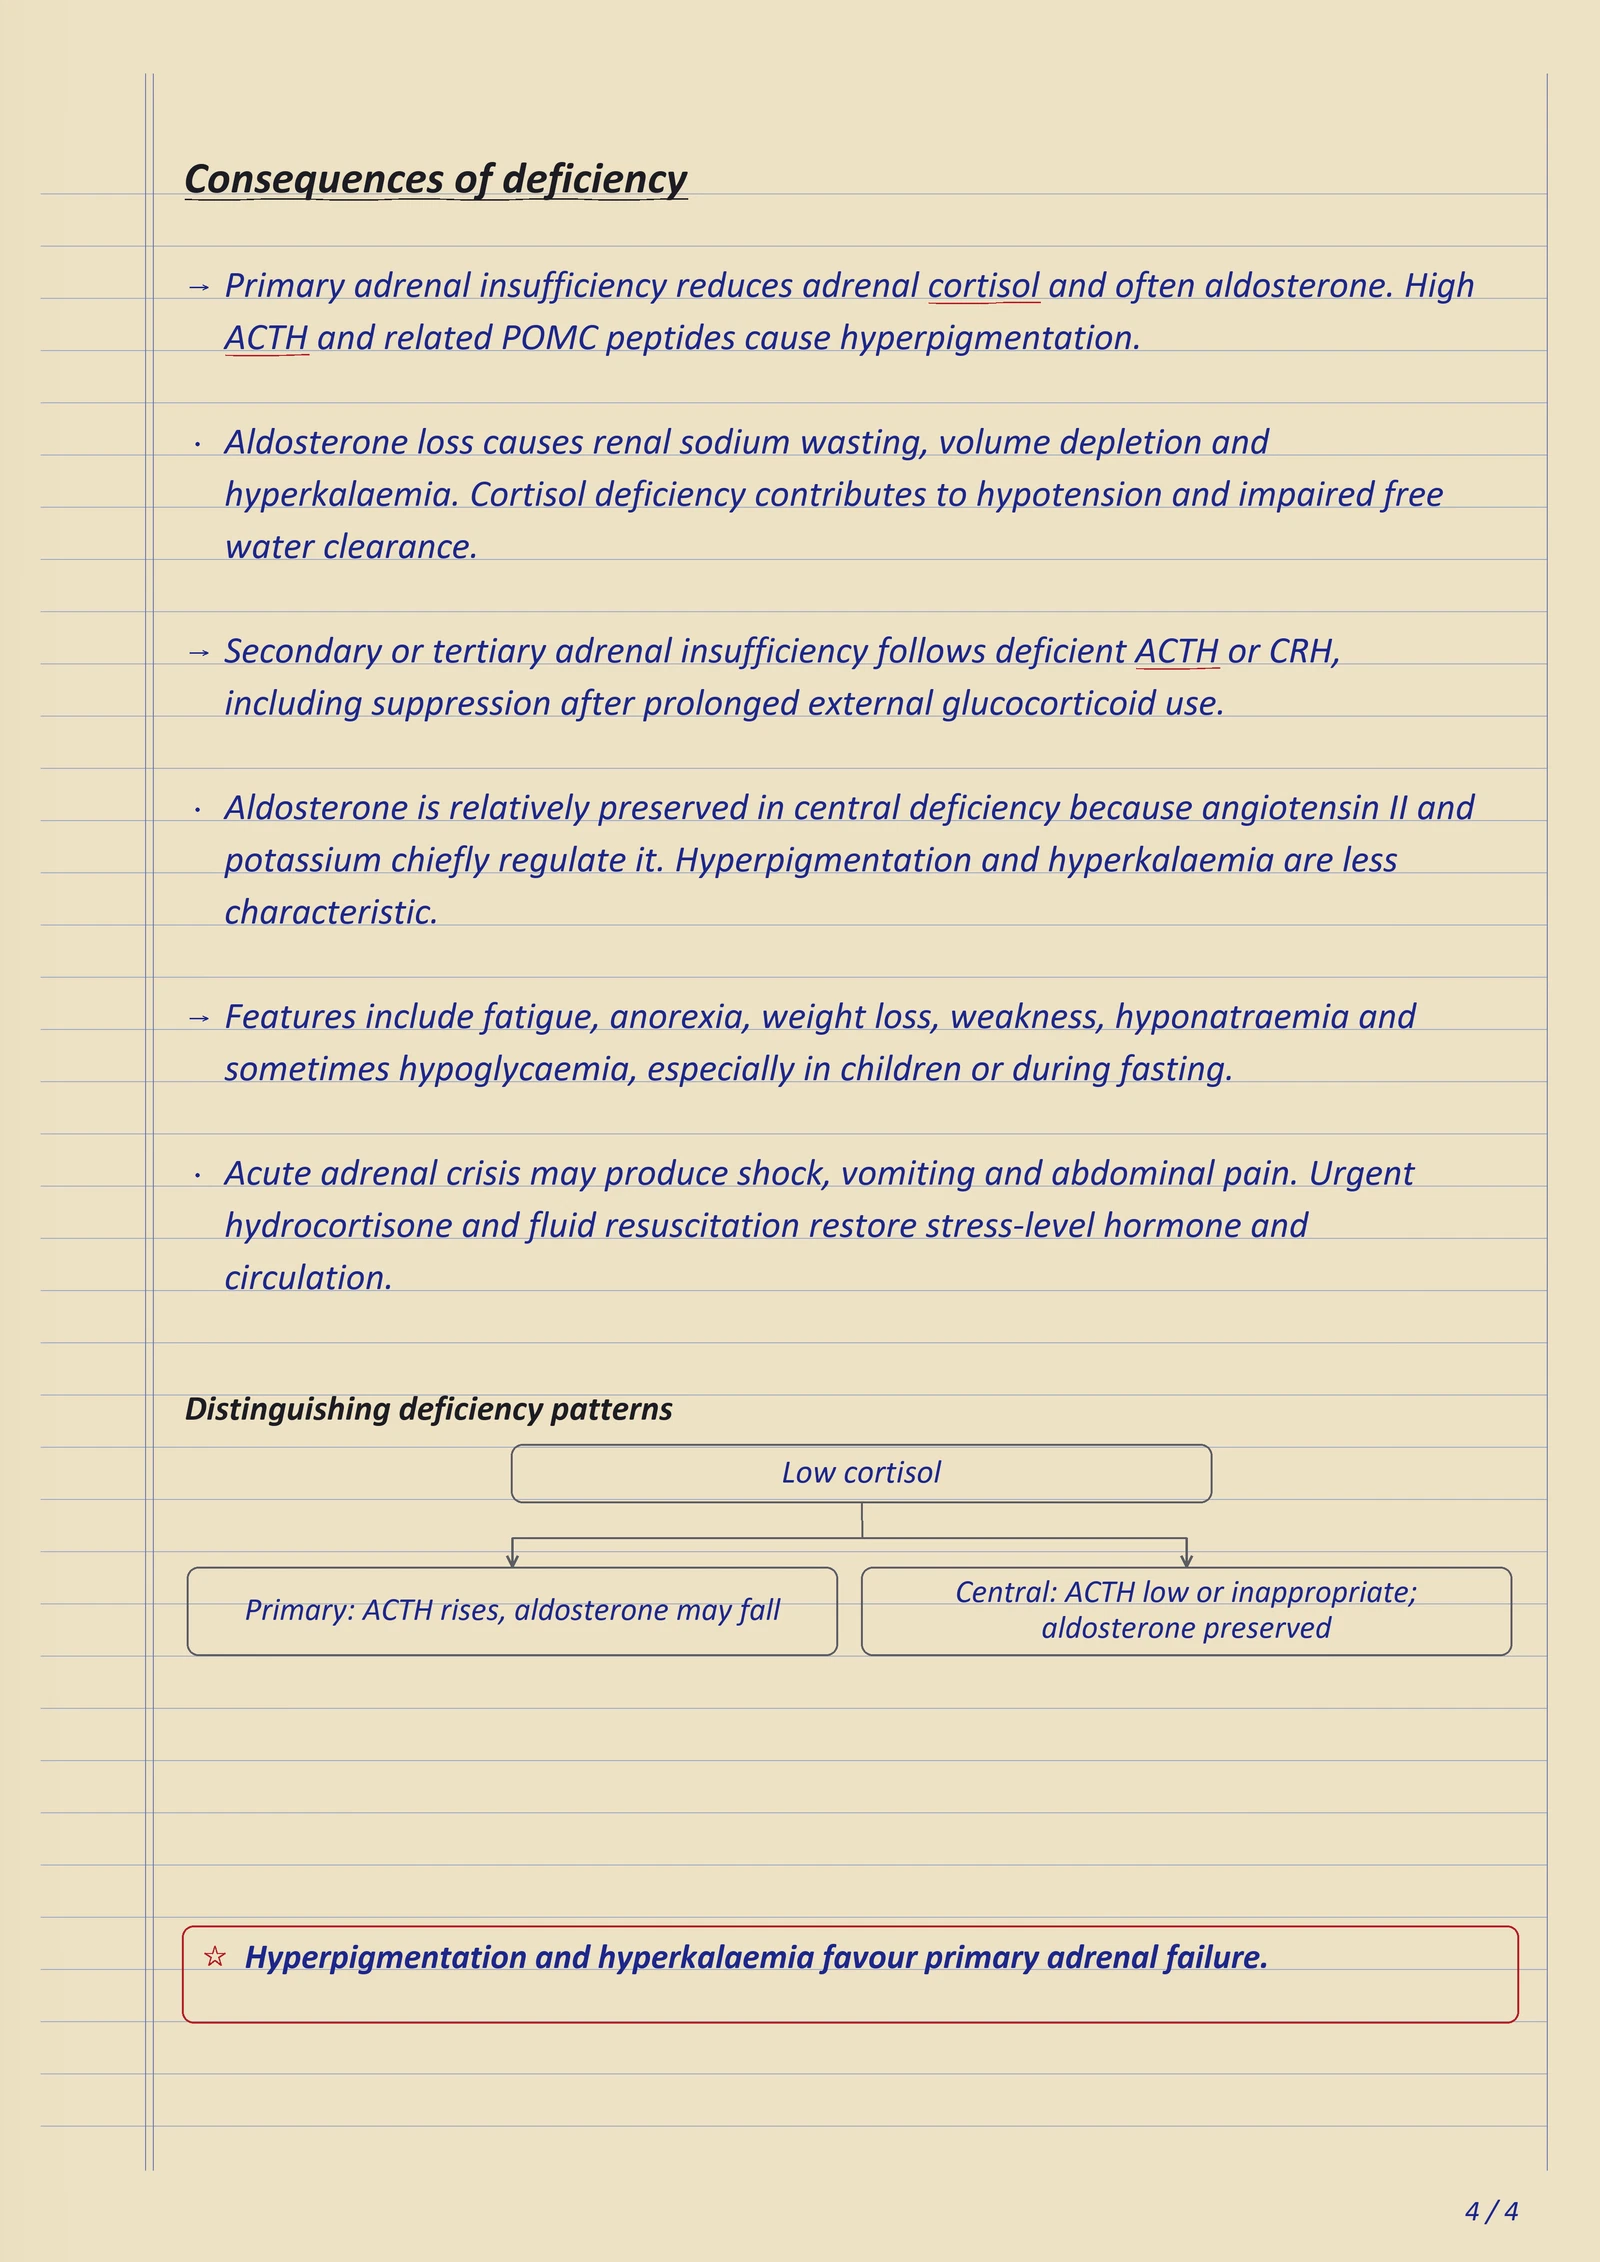 Consequences of deficiency
→ Primary adrenal insufficiency reduces adrenal cortisol and often aldosterone. High
ACTH and related POMC peptides cause hyperpigmentation.
· Aldosterone loss causes renal sodium wasting, volume depletion and
hyperkalaemia. Cortisol deficiency contributes to hypotension and impaired free
water clearance.
→ Secondary or tertiary adrenal insufficiency follows deficient ACTH or CRH,
including suppression after prolonged external glucocorticoid use.
· Aldosterone is relatively preserved in central deficiency because angiotensin II and
potassium chiefly regulate it. Hyperpigmentation and hyperkalaemia are less
characteristic.
→ Features include fatigue, anorexia, weight loss, weakness, hyponatraemia and
sometimes hypoglycaemia, especially in children or during fasting.
· Acute adrenal crisis may produce shock, vomiting and abdominal pain. Urgent
hydrocortisone and fluid resuscitation restore stress-level hormone and
circulation.
Distinguishing deficiency patterns
Low cortisol
Primary: ACTH rises, aldosterone may fall
Central: ACTH low or inappropriate;
aldosterone preserved
☆ Hyperpigmentation and hyperkalaemia favour primary adrenal failure.
4 / 4